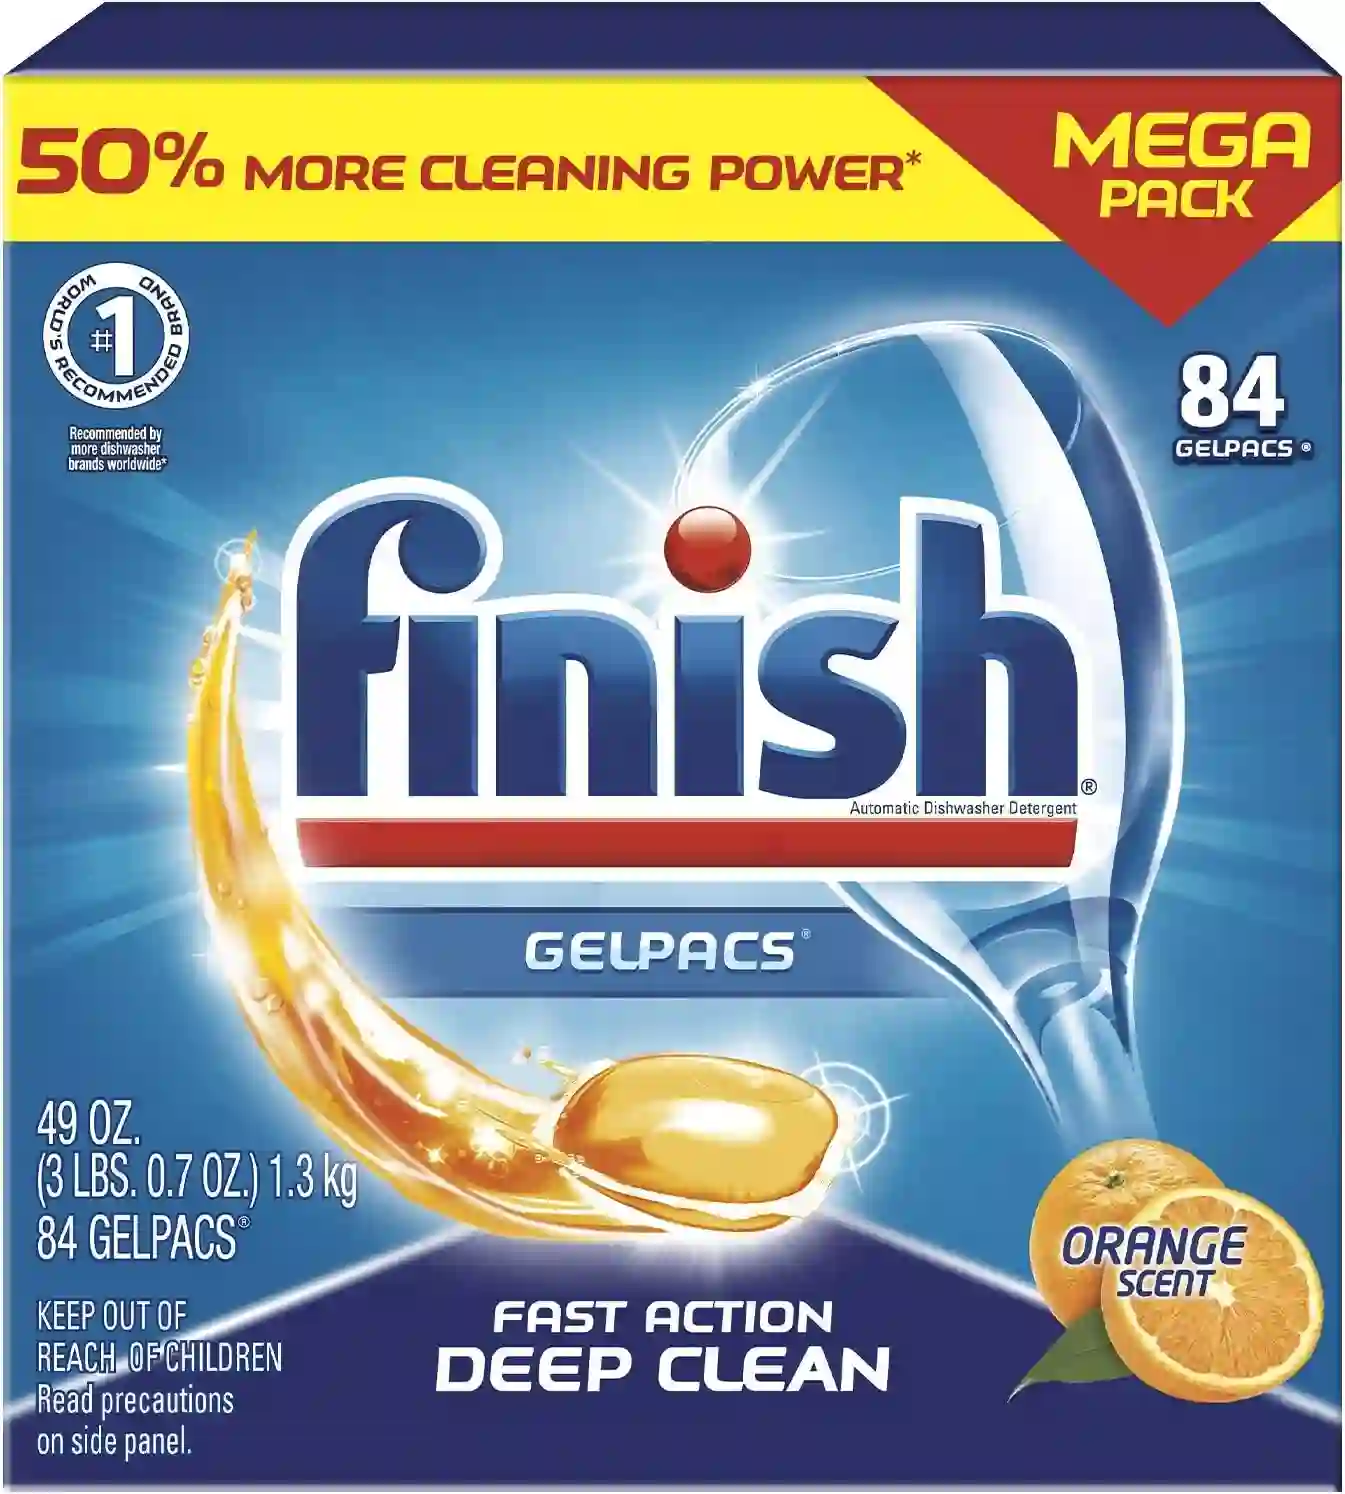 50% MORE CLEANING POWER*
MEGA
PACK
#1
WORLD'S RECOMMENDED BRAND
Recommended by
more dishwasher
brands worldwide*
84
GELPACS®
finish®
Automatic Dishwasher Detergent
GELPACS®
49 OZ.
(3 LBS. 0.7 OZ.) 1.3 kg
84 GELPACS®
KEEP OUT OF
REACH OF CHILDREN
Read precautions
on side panel.
FAST ACTION
DEEP CLEAN
ORANGE
SCENT